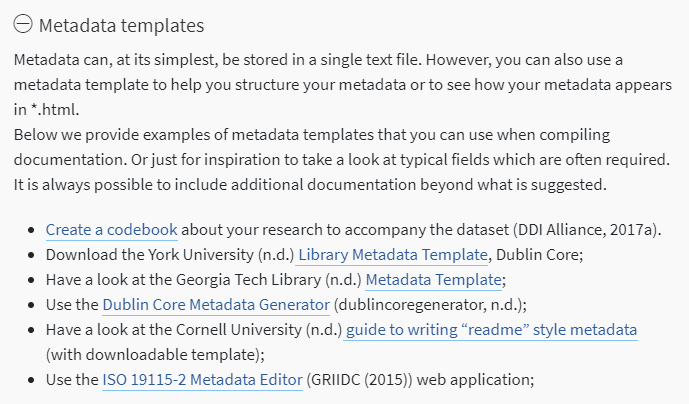 Metadata templates
Metadata can, at its simplest, be stored in a single text file. However, you can also use a
metadata template to help you structure your metadata or to see how your metadata appears
in *.html.
Below we provide examples of metadata templates that you can use when compiling
documentation. Or just for inspiration to take a look at typical fields which are often required.
It is always possible to include additional documentation beyond what is suggested.
• Create a codebook about your research to accompany the dataset (DDI Alliance, 2017a).
• Download the York University (n.d.) Library Metadata Template, Dublin Core;
• Have a look at the Georgia Tech Library (n.d.) Metadata Template;
• Use the Dublin Core Metadata Generator (dublincoregenerator, n.d.);
• Have a look at the Cornell University (n.d.) guide to writing “readme” style metadata
(with downloadable template);
• Use the ISO 19115-2 Metadata Editor (GRIIDC (2015)) web application;